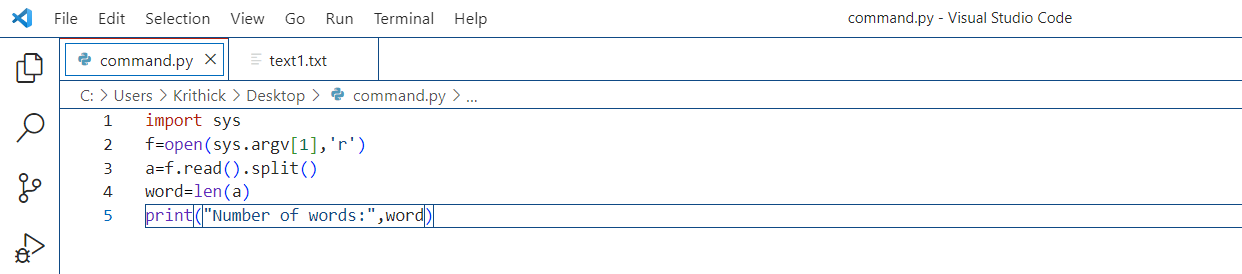 File Edit Selection View Go Run Terminal Help command.py - Visual Studio Code
command.py text1.txt
C: > Users > Krithick > Desktop > command.py > ...
1 import sys
2 f=open(sys.argv[1],'r')
3 a=f.read().split()
4 word=len(a)
5 print("Number of words:",word)